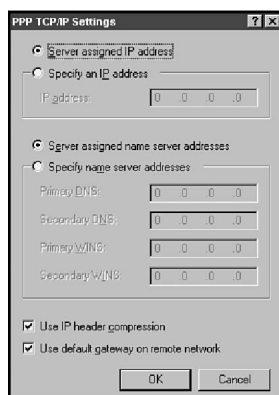 PPP TCP/IP Settings
Server assigned IP address
Specify an IP address
IP address: 0 .0 .0 .0
Server assigned name server addresses
Specify name server addresses
Primary DNS: 0 .0 .0 .0
Secondary DNS: 0 .0 .0 .0
Primary WINS: 0 .0 .0 .0
Secondary WINS: 0 .0 .0 .0
Use IP header compression
Use default gateway on remote network
OK Cancel